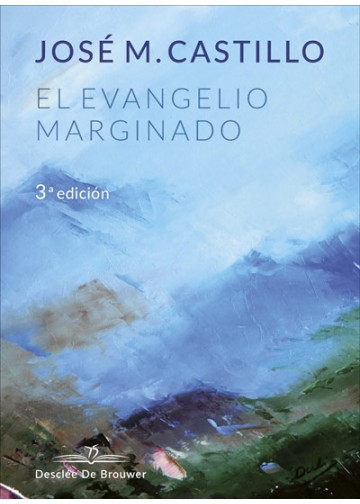 JOSÉ M. CASTILLO
EL EVANGELIO
MARGINADO
3ª edición
Desclée De Brouwer